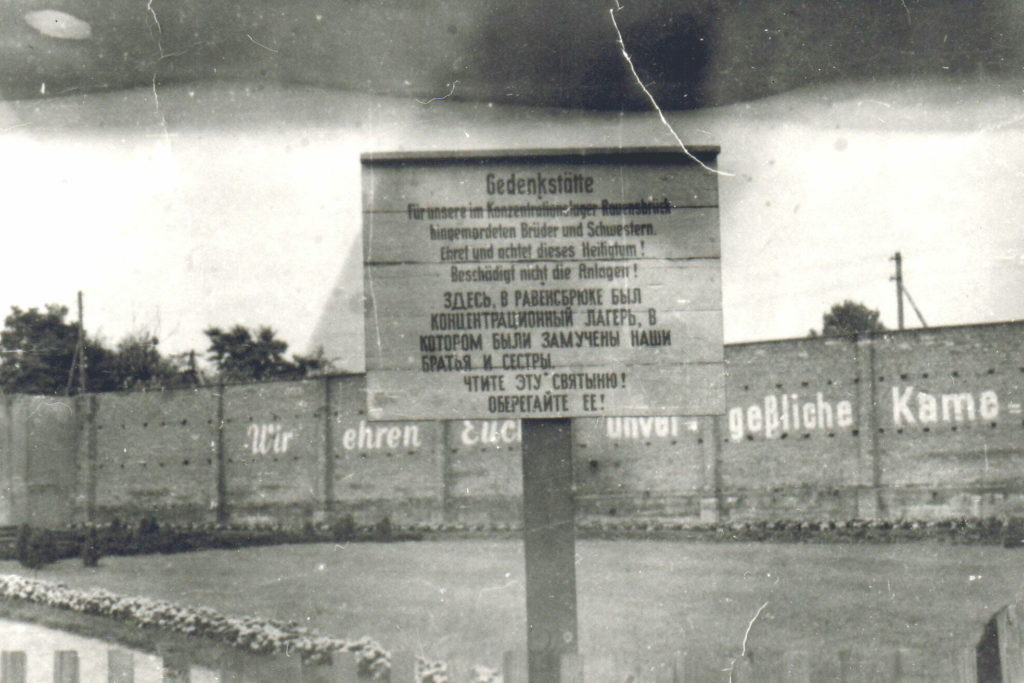 Gedenkstätte
Für unsere im Konzentrationslager Ravensbrück
hingemordeten Brüder und Schwestern.
Ehret und achtet dieses Heiligtum!
Beschädigt nicht die Anlagen!
ЗДЕСЬ, В РАВЕНСБРЮКЕ БЫЛ
КОНЦЕНТРАЦИОННЫЙ ЛАГЕРЬ, В
КОТОРОМ БЫЛИ ЗАМУЧЕНЫ НАШИ
БРАТЬЯ И СЕСТРЫ
ЧТИТЕ ЭТУ СВЯТЫНЮ!
ОБЕРЕГАЙТЕ ЕЕ!
Wir ehren Euch unver- geßliche Kame=